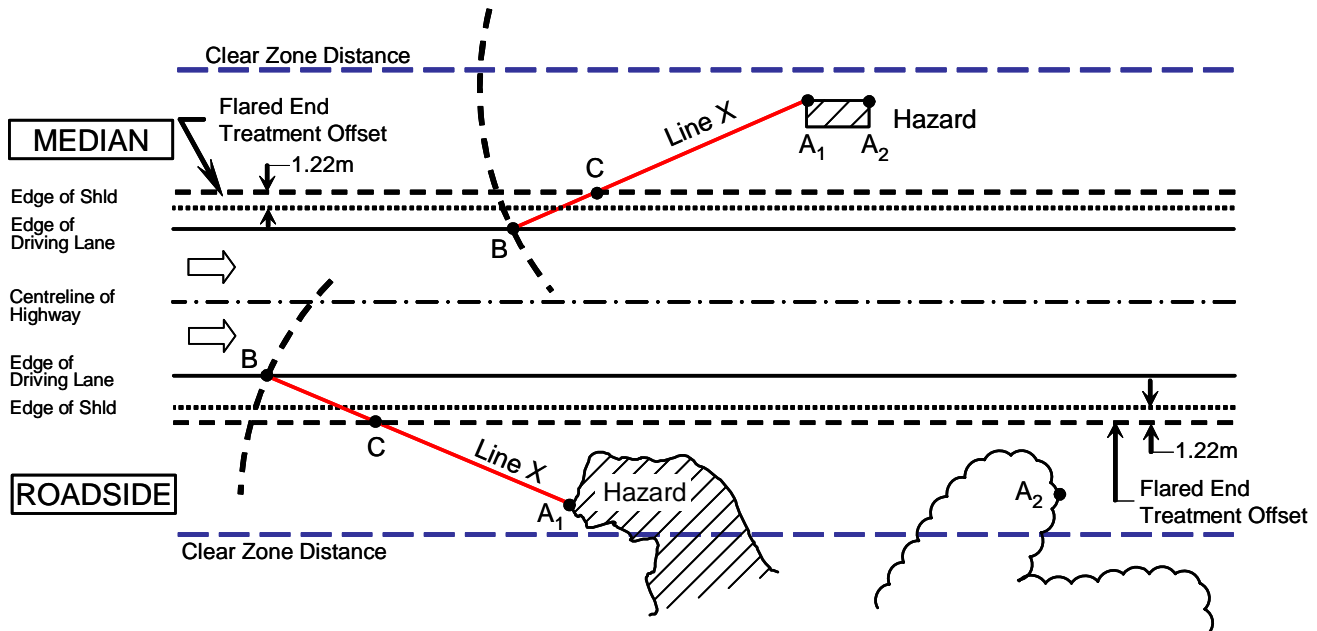 Clear Zone Distance
Flared End
Treatment Offset
MEDIAN
1.22m
Line X
Hazard
A1
A2
C
Edge of Shld
Edge of
Driving Lane
B
Centreline of
Highway
Edge of
Driving Lane
B
Edge of Shld
C
Line X
1.22m
ROADSIDE
Hazard
A1
A2
Flared End
Treatment Offset
Clear Zone Distance